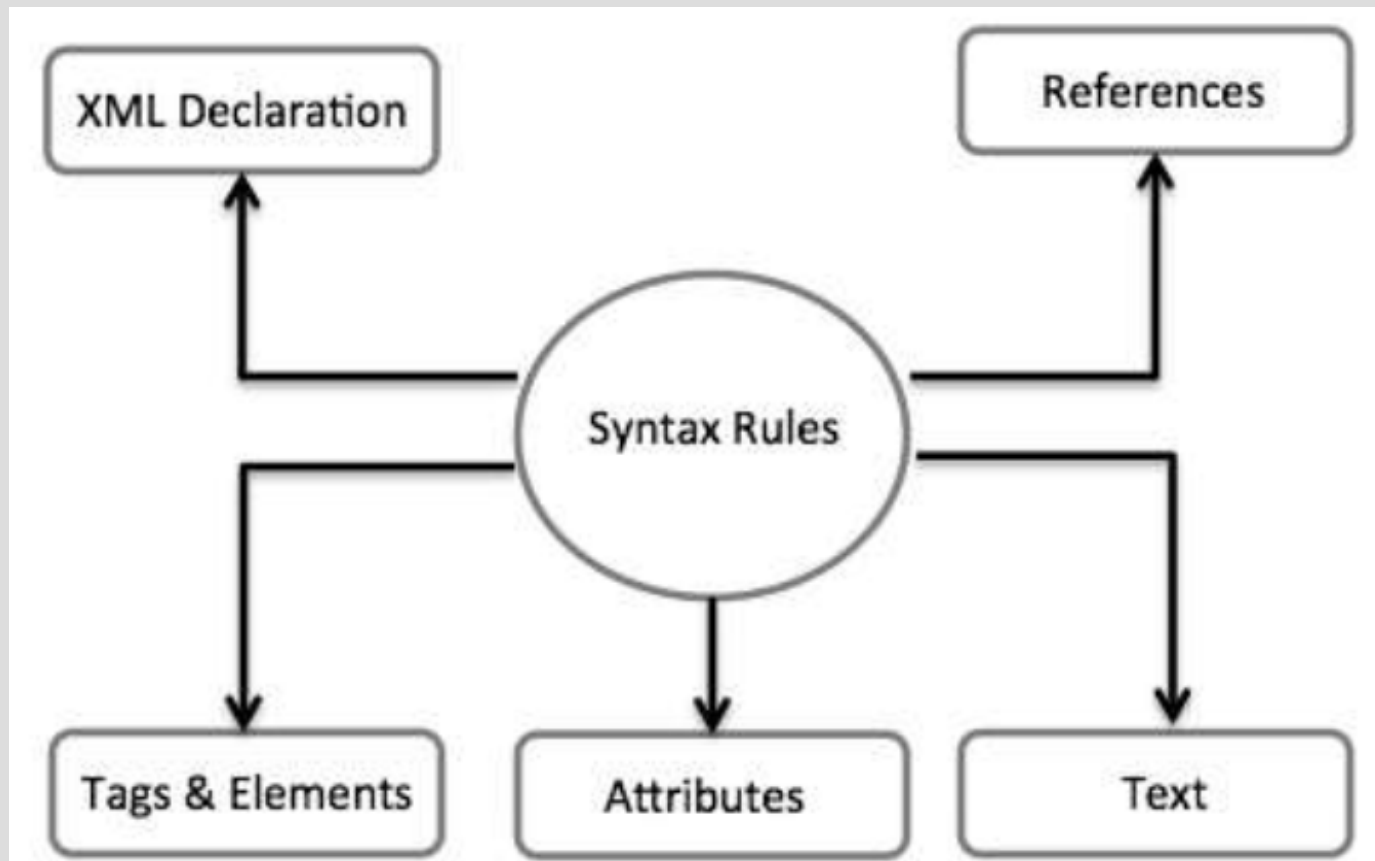 XML Declaration
References
Syntax Rules
Tags & Elements
Attributes
Text